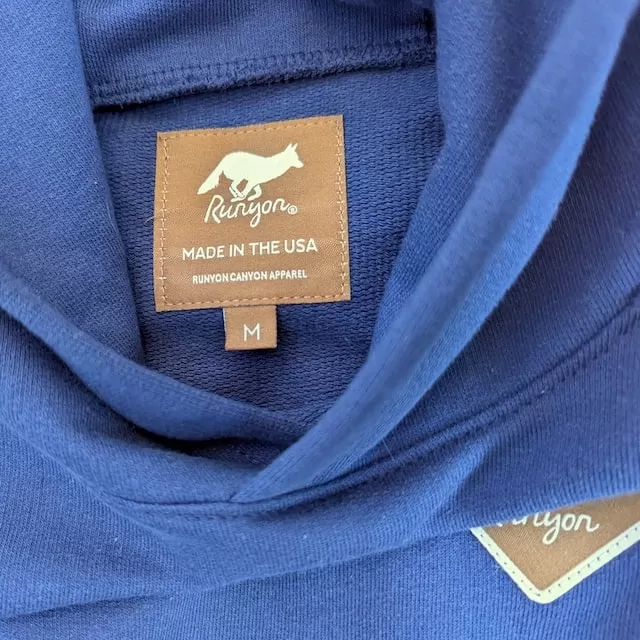 Runyon®
MADE IN THE USA
RUNYON CANYON APPAREL
M
Runyon